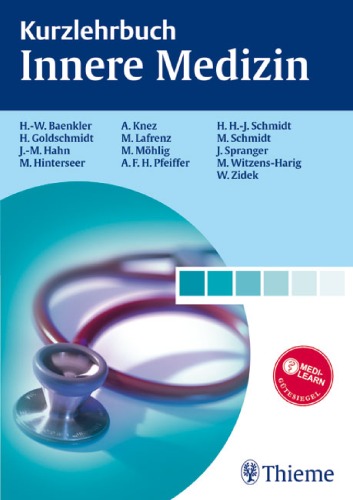 Kurzlehrbuch
Innere Medizin
H.-W. Baenkler
H. Goldschmidt
J.-M. Hahn
M. Hinterseer
A. Knez
M. Lafrenz
M. Möhlig
A. F. H. Pfeiffer
H. H.-J. Schmidt
M. Schmidt
J. Spranger
M. Witzens-Harig
W. Zidek
MEDI-
LEARN
GÜTESIEGEL
Thieme